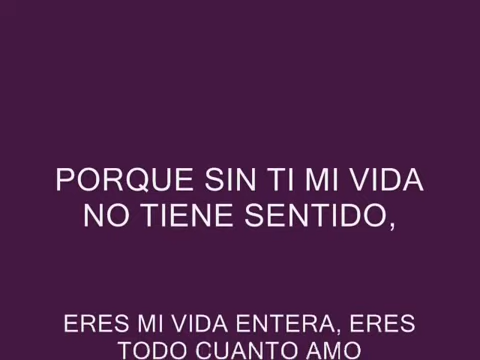 PORQUE SIN TI MI VIDA
NO TIENE SENTIDO,
ERES MI VIDA ENTERA, ERES
TODO CUANTO AMO